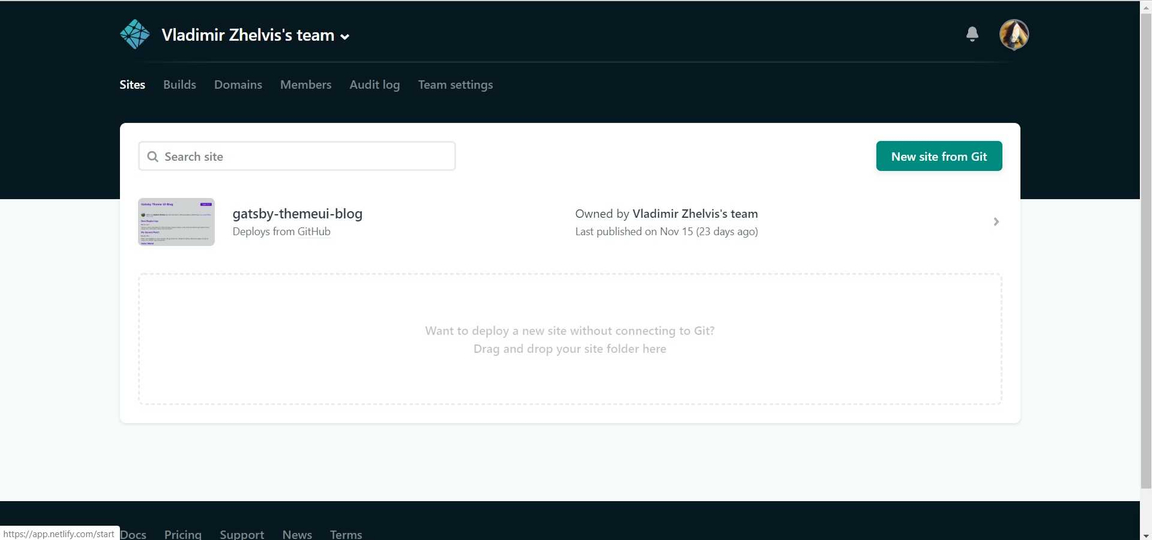 Vladimir Zhelvis's team
Sites Builds Domains Members Audit log Team settings
Search site
New site from Git
gatsby-themeui-blog
Deploys from GitHub
Owned by Vladimir Zhelvis's team
Last published on Nov 15 (23 days ago)
Want to deploy a new site without connecting to Git?
Drag and drop your site folder here
Docs Pricing Support News Terms
https://app.netlify.com/start